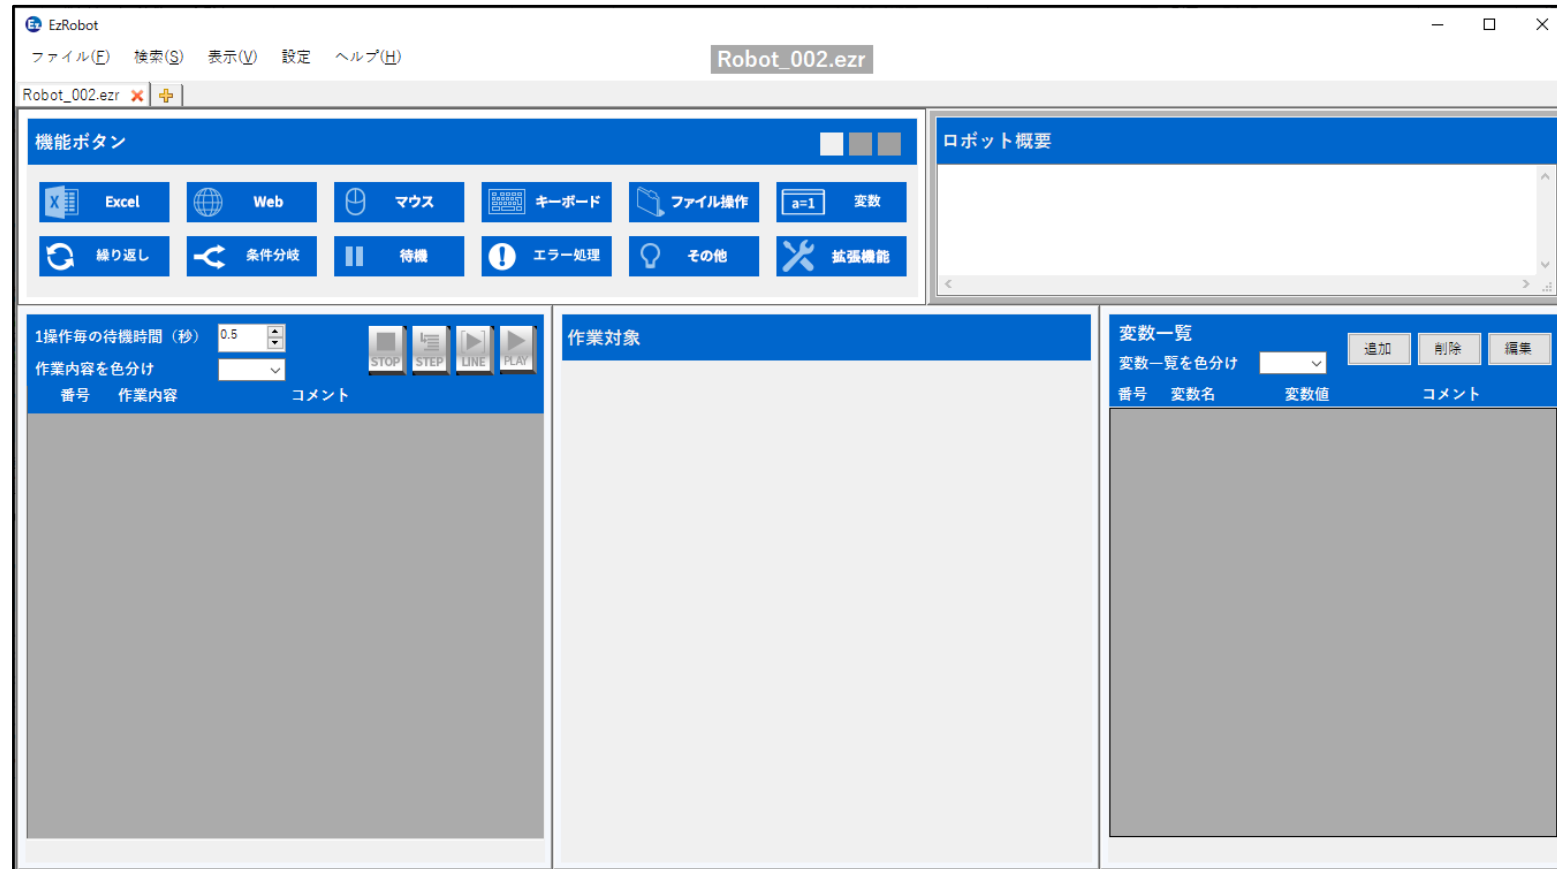 EzRobot
ファイル(F) 検索(S) 表示(V) 設定 ヘルプ(H)
Robot_002.ezr
Robot_002.ezr
機能ボタン
Excel Web マウス キーボード ファイル操作 a=1 変数
繰り返し 条件分岐 待機 エラー処理 その他 拡張機能
ロボット概要
1操作毎の待機時間（秒） 0.5
作業内容を色分け
STOP STEP LINE PLAY
番号 作業内容 コメント
作業対象
変数一覧
変数一覧を色分け
追加 削除 編集
番号 変数名 変数値 コメント